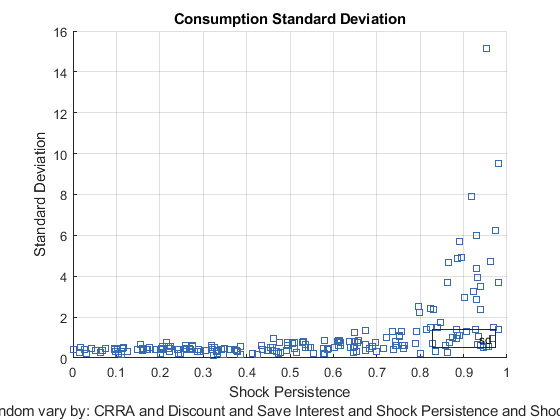 Consumption Standard Deviation
16
14
12
10
8
6
4
2
0
Standard Deviation
0 0.1 0.2 0.3 0.4 0.5 0.6 0.7 0.8 0.9 1
Shock Persistence
ndom vary by: CRRA and Discount and Save Interest and Shock Persistence and Sho